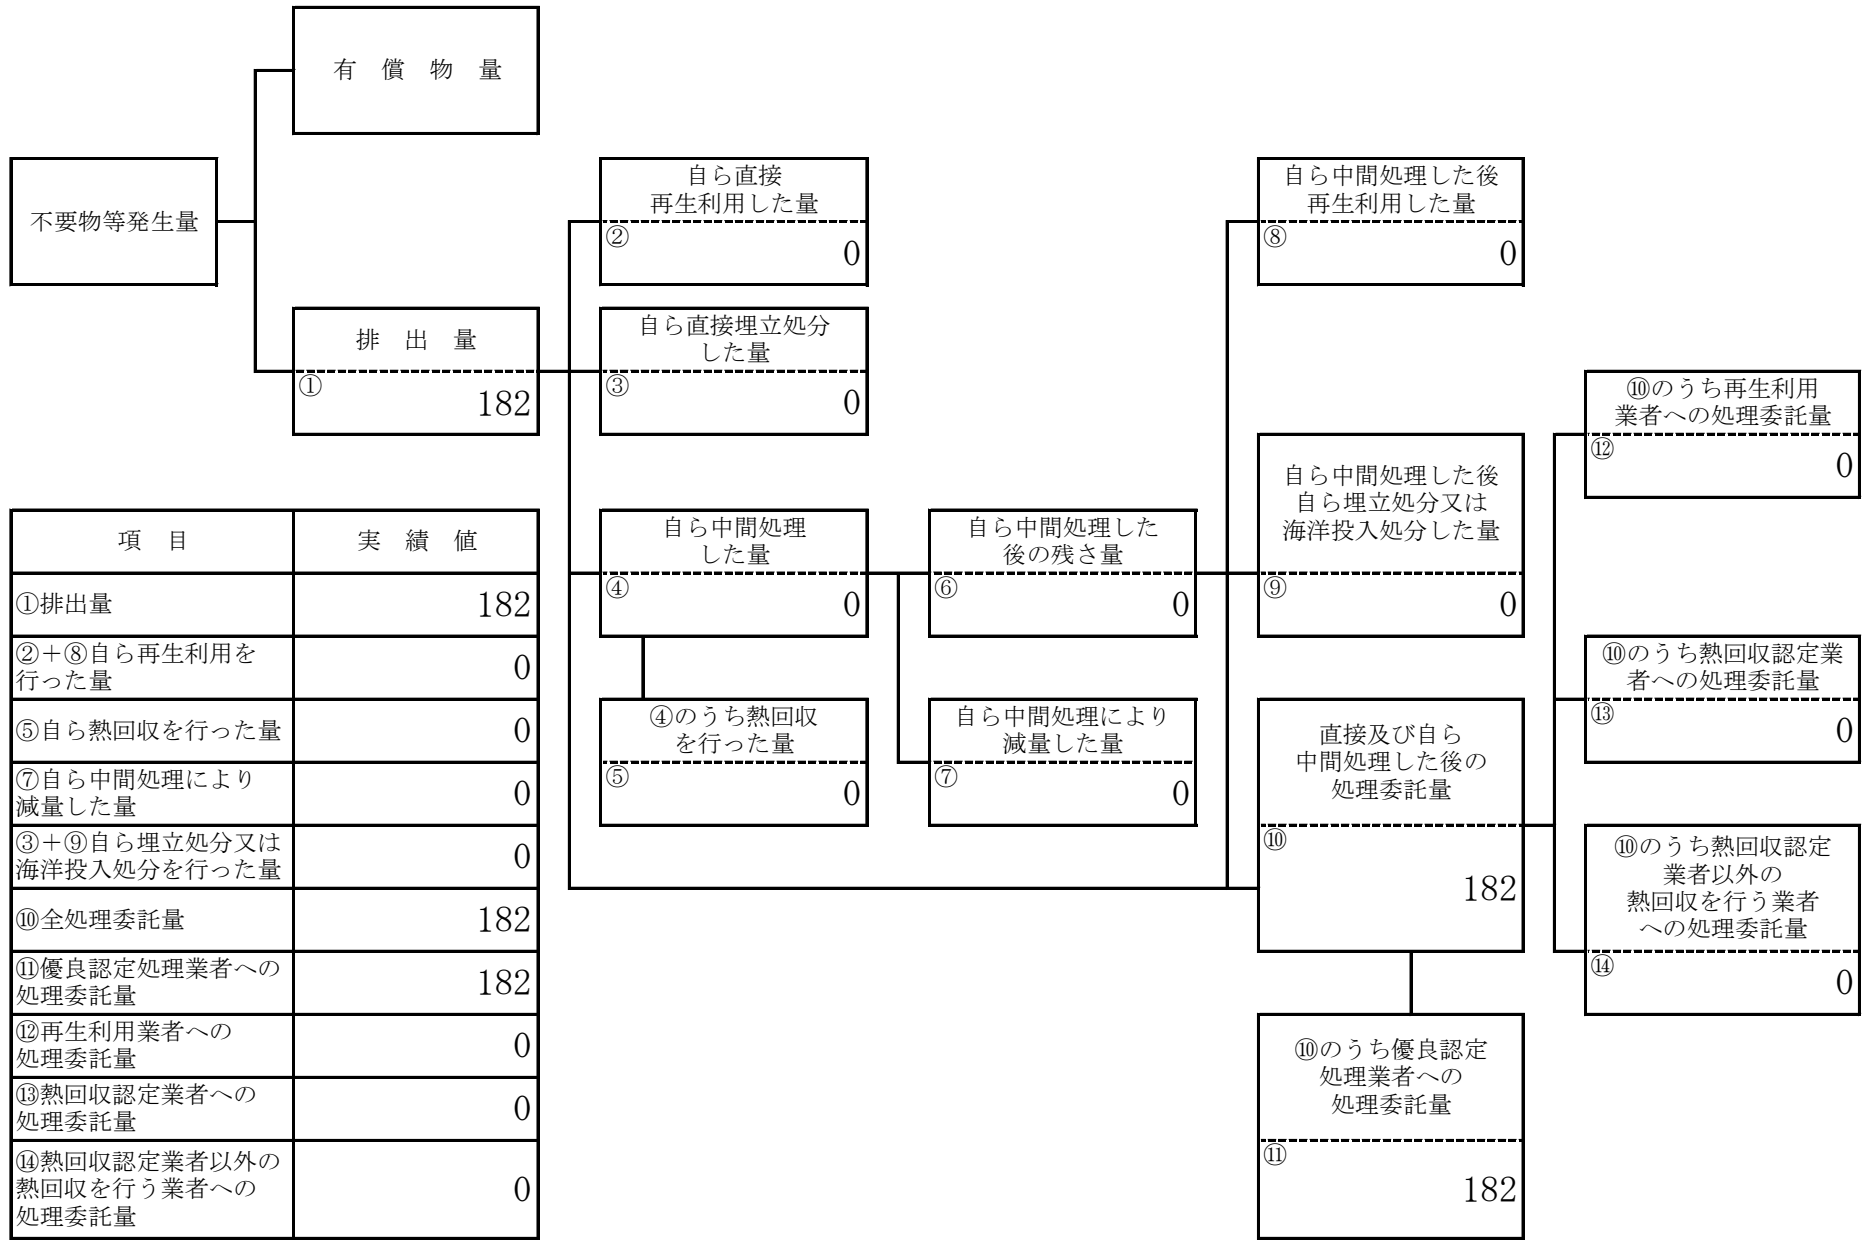 有償物量
不要物等発生量
排出量
①
182
自ら直接
再生利用した量
②
0
自ら直接埋立処分
した量
③
0
自ら中間処理
した量
④
0
④のうち熱回収
を行った量
⑤
0
自ら中間処理した
後の残さ量
⑥
0
自ら中間処理により
減量した量
⑦
0
自ら中間処理した後
再生利用した量
⑧
0
自ら中間処理した後
自ら埋立処分又は
海洋投入処分した量
⑨
0
直接及び自ら
中間処理した後の
処理委託量
⑩
182
⑩のうち優良認定
処理業者への
処理委託量
⑪
182
⑩のうち再生利用
業者への処理委託量
⑫
0
⑩のうち熱回収認定業
者への処理委託量
⑬
0
⑩のうち熱回収認定
業者以外の
熱回収を行う業者
への処理委託量
⑭
0
項目 実績値
①排出量 182
②＋⑧自ら再生利用を
行った量 0
⑤自ら熱回収を行った量 0
⑦自ら中間処理により
減量した量 0
③＋⑨自ら埋立処分又は
海洋投入処分を行った量 0
⑩全処理委託量 182
⑪優良認定処理業者への
処理委託量 182
⑫再生利用業者への
処理委託量 0
⑬熱回収認定業者への
処理委託量 0
⑭熱回収認定業者以外の
熱回収を行う業者への
処理委託量 0